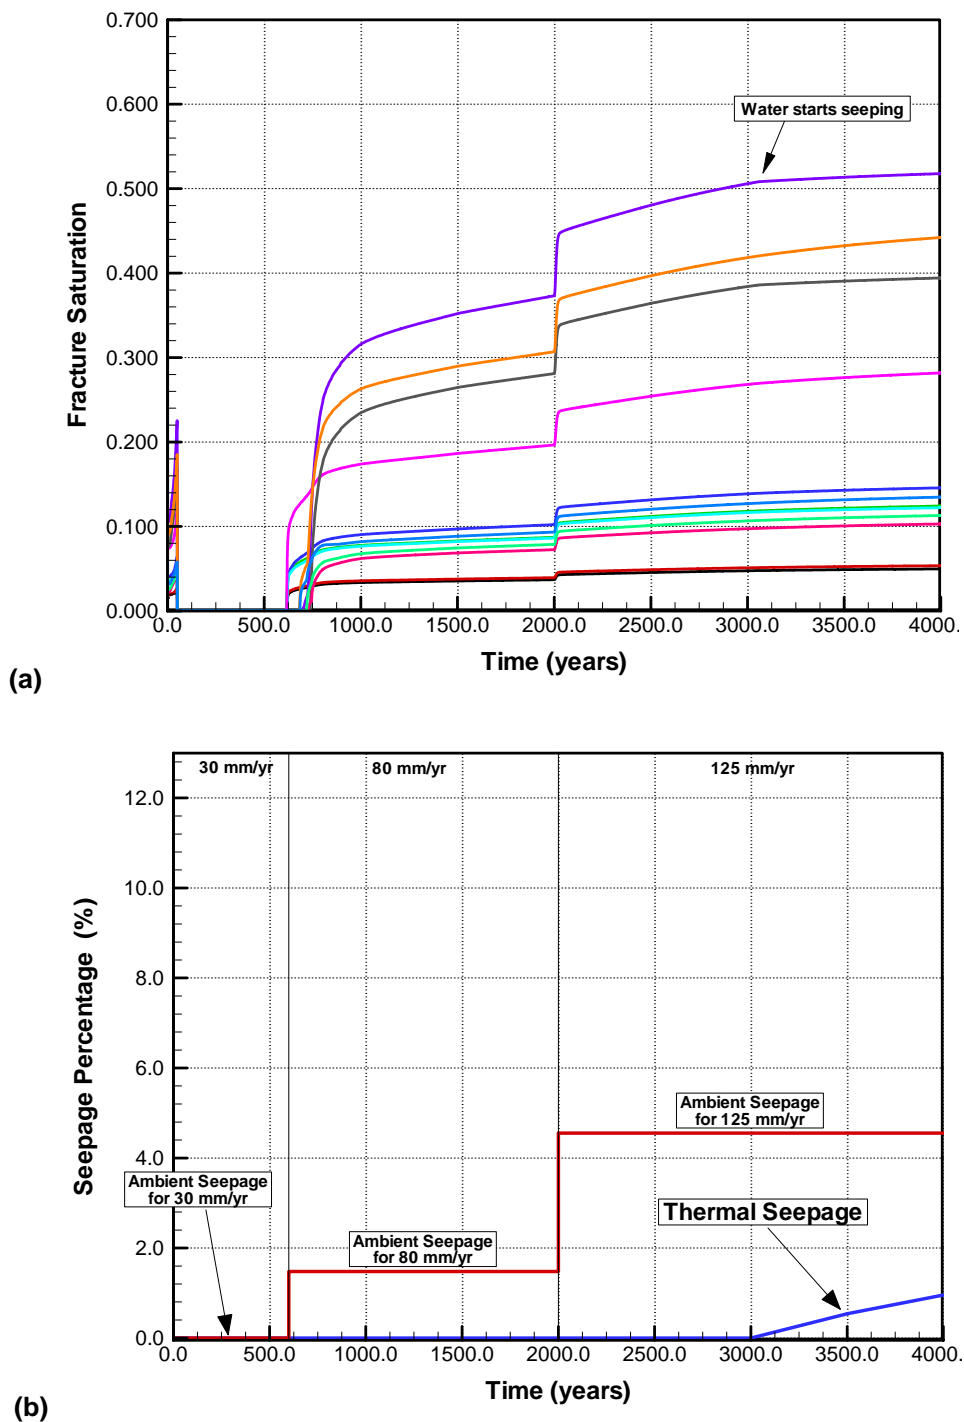 0.700
0.600
Water starts seeping
0.500
0.400
0.300
0.200
0.100
0.000
Fracture Saturation
0.0 500.0 1000.0 1500.0 2000.0 2500.0 3000.0 3500.0 4000.
Time (years)
(a)
30 mm/yr 80 mm/yr 125 mm/yr
12.0
10.0
8.0
6.0
4.0
2.0
0.0
Seepage Percentage (%)
Ambient Seepage
for 125 mm/yr
Ambient Seepage
for 30 mm/yr
Thermal Seepage
Ambient Seepage
for 80 mm/yr
0.0 500.0 1000.0 1500.0 2000.0 2500.0 3000.0 3500.0 4000.
Time (years)
(b)